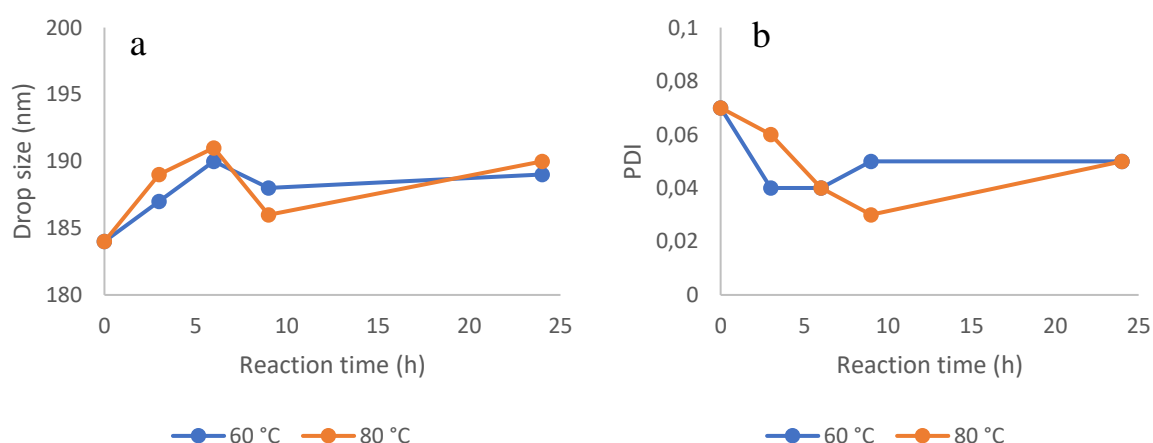 a
200
195
190
185
180
Drop size (nm)
0 5 10 15 20 25
Reaction time (h)
60 °C 80 °C
b
0,1
0,08
0,06
0,04
0,02
0
PDI
0 5 10 15 20 25
Reaction time (h)
60 °C 80 °C